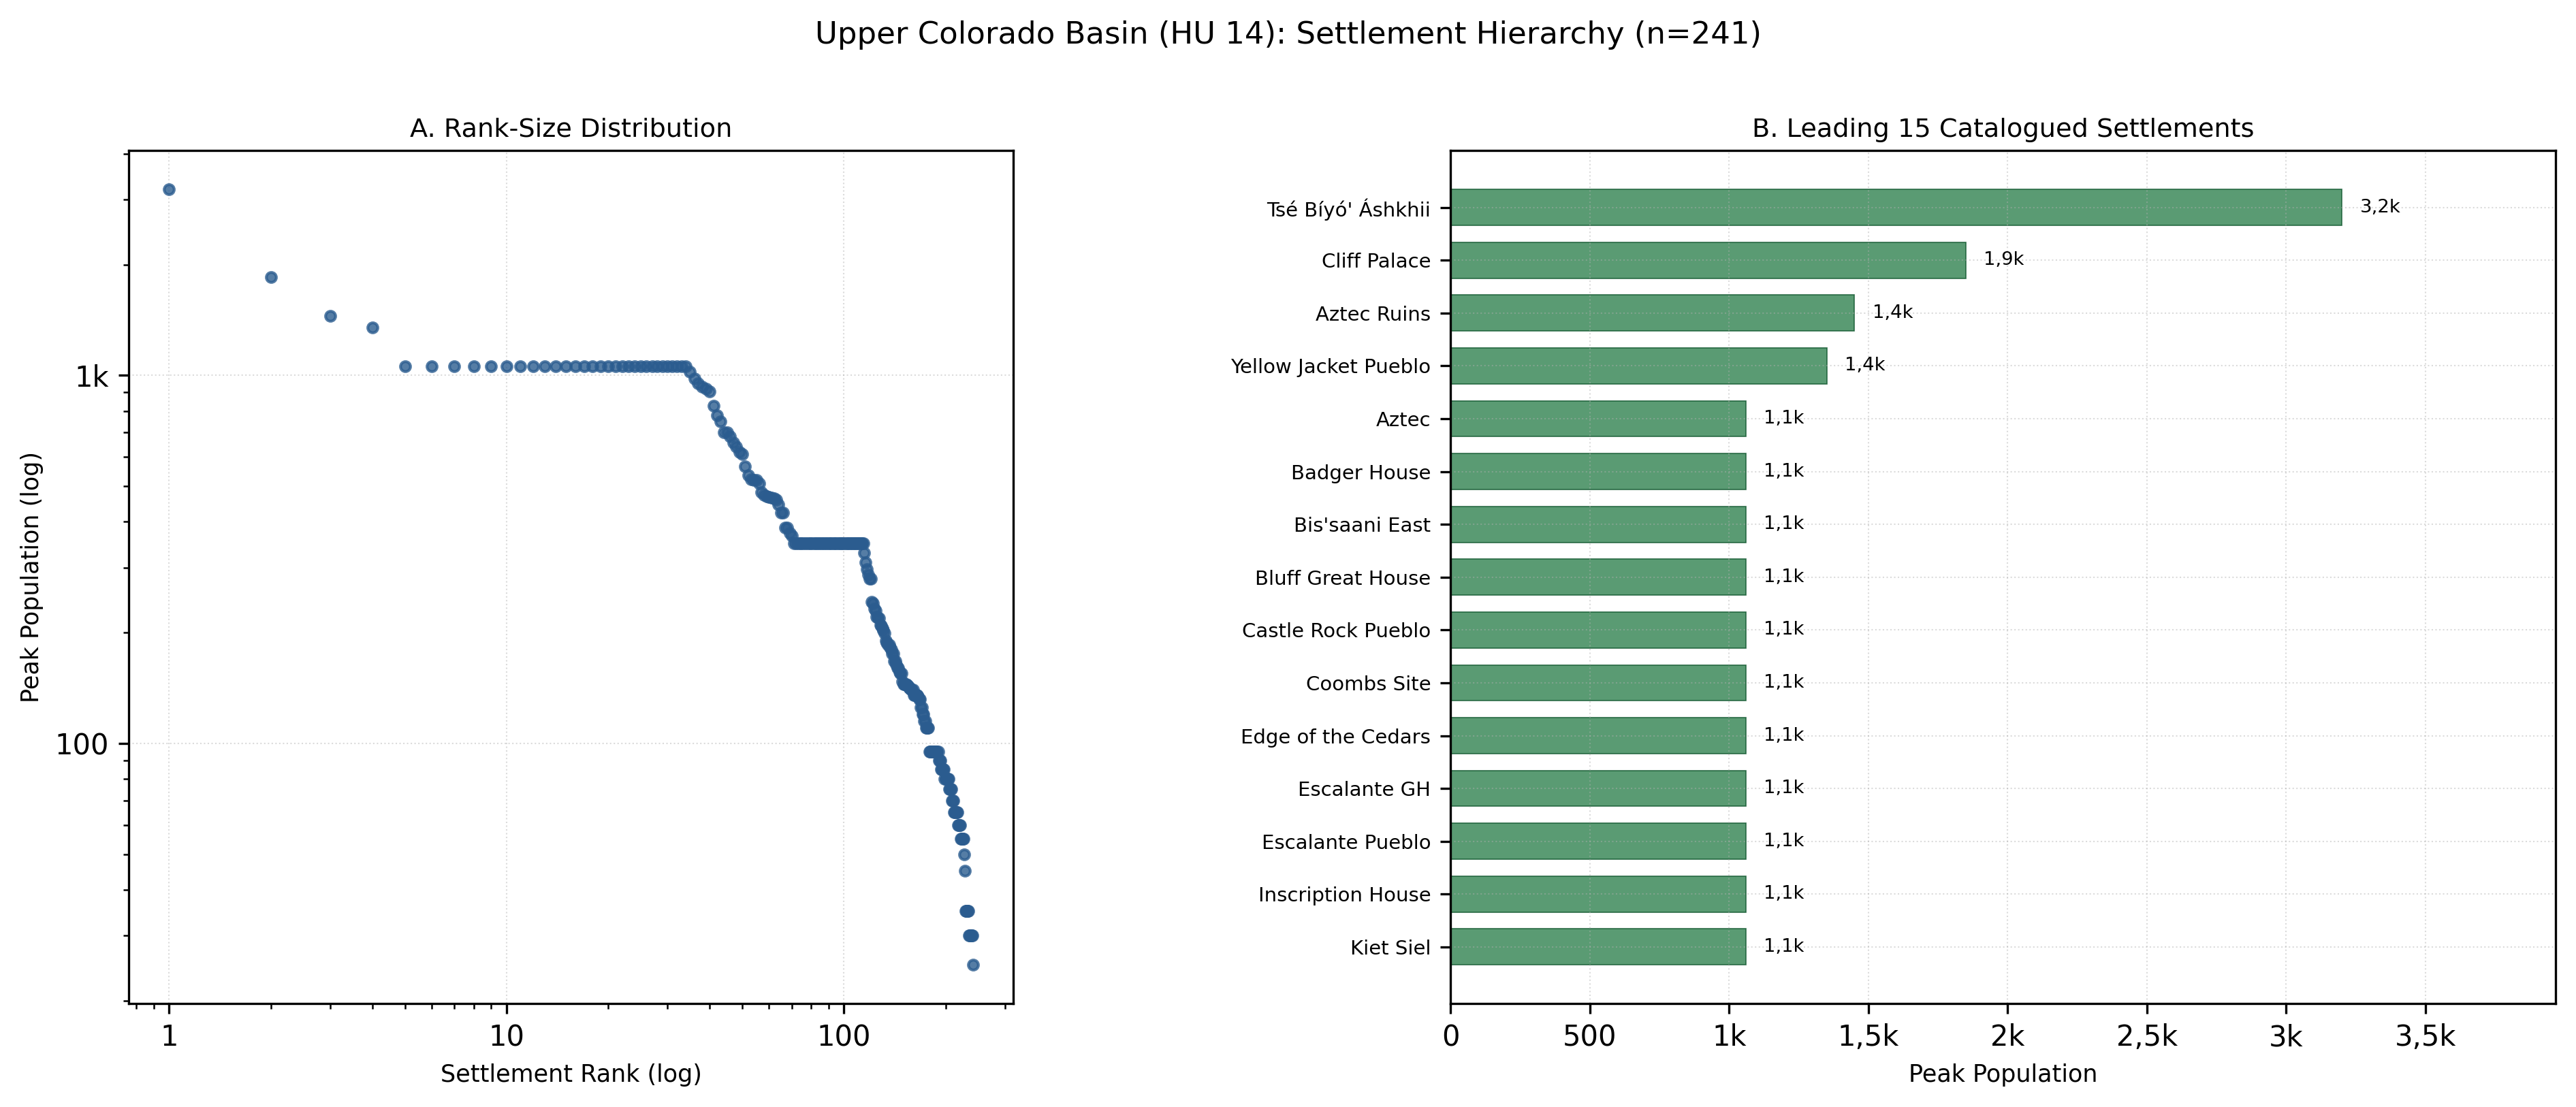 Upper Colorado Basin (HU 14): Settlement Hierarchy (n=241)
A. Rank-Size Distribution
Peak Population (log)
1k
100
1
10
100
Settlement Rank (log)
B. Leading 15 Catalogued Settlements
Tsé Bíyó' Áshkhii 3,2k
Cliff Palace 1,9k
Aztec Ruins 1,4k
Yellow Jacket Pueblo 1,4k
Aztec 1,1k
Badger House 1,1k
Bis'saani East 1,1k
Bluff Great House 1,1k
Castle Rock Pueblo 1,1k
Coombs Site 1,1k
Edge of the Cedars 1,1k
Escalante GH 1,1k
Escalante Pueblo 1,1k
Inscription House 1,1k
Kiet Siel 1,1k
0 500 1k 1,5k 2k 2,5k 3k 3,5k
Peak Population